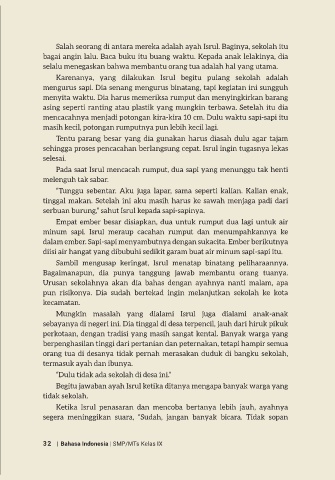 Salah seorang di antara mereka adalah ayah Isrul. Baginya, sekolah itu
bagai angin lalu. Baca buku itu buang waktu. Kepada anak lelakinya, dia
selalu menegaskan bahwa membantu orang tua adalah hal yang utama.
Karenanya, yang dilakukan Isrul begitu pulang sekolah adalah
mengurus sapi. Dia senang mengurus binatang, tapi kegiatan ini sungguh
menyita waktu. Dia harus memeriksa rumput dan menyingkirkan barang
asing seperti ranting atau plastik yang mungkin terbawa. Setelah itu dia
mencacahnya menjadi potongan kira-kira 10 cm. Dulu waktu sapi-sapi itu
masih kecil, potongan rumputnya pun lebih kecil lagi.
Tentu parang besar yang dia gunakan harus diasah dulu agar tajam
sehingga proses pencacahan berlangsung cepat. Isrul ingin tugasnya lekas
selesai.
Pada saat Isrul mencacah rumput, dua sapi yang menunggu tak henti
melenguh tak sabar.
"Tunggu sebentar. Aku juga lapar, sama seperti kalian. Kalian enak,
tinggal makan. Setelah ini aku masih harus ke sawah menjaga padi dari
serbuan burung," sahut Isrul kepada sapi-sapinya.
Empat ember besar disiapkan, dua untuk rumput dua lagi untuk air
minum sapi. Isrul meraup cacahan rumput dan menumpahkannya ke
dalam ember. Sapi-sapi menyambutnya dengan sukacita. Ember berikutnya
diisi air hangat yang dibubuhi sedikit garam buat air minum sapi-sapi itu.
Sambil mengusap keringat, Isrul menatap binatang peliharaannya.
Bagaimanapun, dia punya tanggung jawab membantu orang tuanya.
Urusan sekolahnya akan dia bahas dengan ayahnya nanti malam, apa
pun risikonya. Dia sudah bertekad ingin melanjutkan sekolah ke kota
kecamatan.
Mungkin masalah yang dialami Isrul juga dialami anak-anak
sebayanya di negeri ini. Dia tinggal di desa terpencil, jauh dari hiruk pikuk
perkotaan, dengan tradisi yang masih sangat kental. Banyak warga yang
berpenghasilan tinggi dari pertanian dan peternakan, tetapi hampir semua
orang tua di desanya tidak pernah merasakan duduk di bangku sekolah,
termasuk ayah dan ibunya.
"Dulu tidak ada sekolah di desa ini."
Begitu jawaban ayah Isrul ketika ditanya mengapa banyak warga yang
tidak sekolah.
Ketika Isrul penasaran dan mencoba bertanya lebih jauh, ayahnya
segera meninggikan suara, "Sudah, jangan banyak bicara. Tidak sopan
32 | Bahasa Indonesia | SMP/MTs Kelas IX